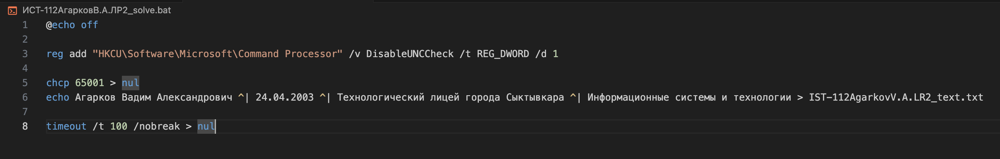 ИСТ-112АгарковВ.А.ЛР2_solve.bat
1 @echo off
2
3 reg add "HKCU\Software\Microsoft\Command Processor" /v DisableUNCCheck /t REG_DWORD /d 1
4
5 chcp 65001 > nul
6 echo Агарков Вадим Александрович ^| 24.04.2003 ^| Технологический лицей города Сыктывкара ^| Информационные системы и технологии > IST-112AgarkovV.A.LR2_text.txt
7
8 timeout /t 100 /nobreak > nul